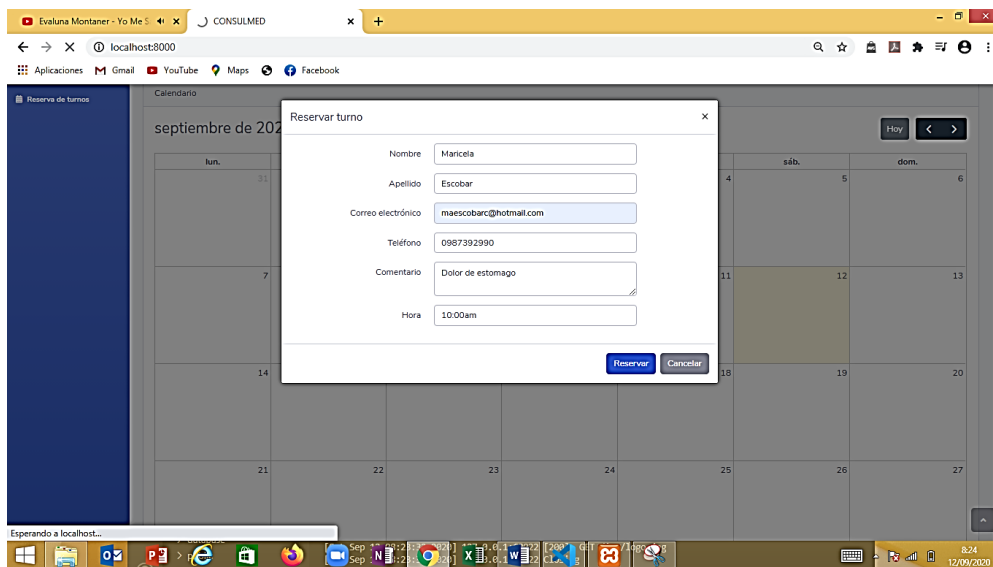 Evaluna Montaner - Yo Me S
CONSULMED
localhost:8000
Aplicaciones Gmail YouTube Maps Facebook
Reserva de turnos
Calendario
septiembre de 202
Hoy
lun. sáb. dom.
Reservar turno
Nombre Maricela
Apellido Escobar
Correo electrónico maescobarc@hotmail.com
Teléfono 0987392990
Comentario Dolor de estomago
Hora 10:00am
Reservar Cancelar
31 4 5 6
7 11 12 13
14 18 19 20
21 22 23 24 25 26 27
Esperando a localhost...
8:24
12/09/2020